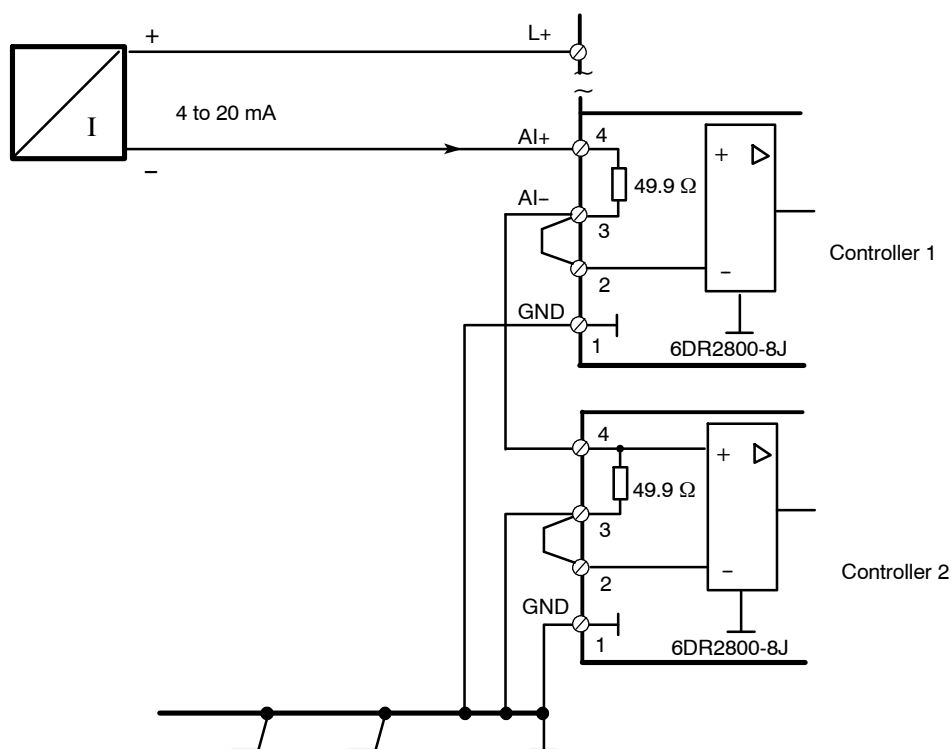 +
L+
I
4 to 20 mA
−
AI+
4
49.9 Ω
AI−
3
2
GND
1
+
−
6DR2800-8J
Controller 1
4
49.9 Ω
3
2
GND
1
+
−
6DR2800-8J
Controller 2